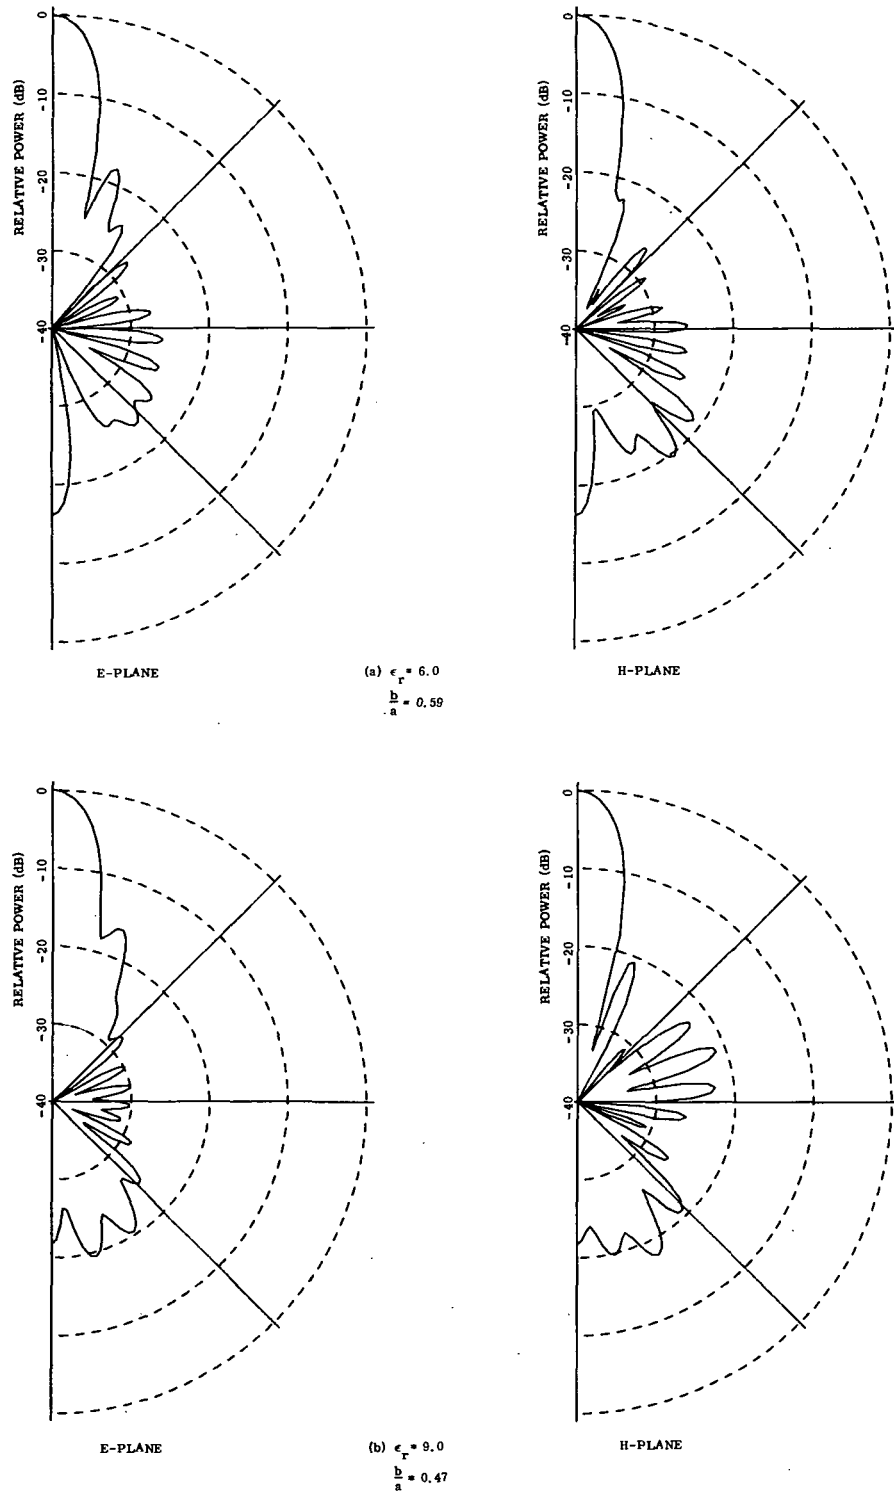 RELATIVE POWER (dB)
0
-10
-20
-30
-40
E-PLANE
RELATIVE POWER (dB)
0
-10
-20
-30
-40
H-PLANE
(a) ϵr = 6.0
b/a = 0.59
RELATIVE POWER (dB)
0
-10
-20
-30
-40
E-PLANE
RELATIVE POWER (dB)
0
-10
-20
-30
-40
H-PLANE
(b) ϵr = 9.0
b/a = 0.47